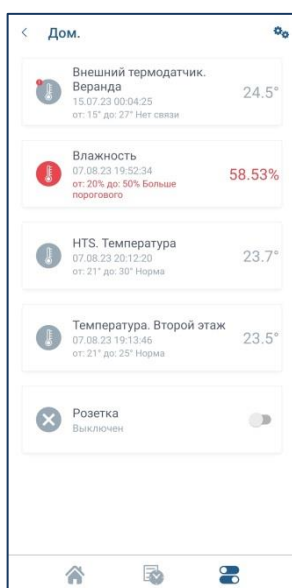 Дом.
Внешний термодатчик.
Веранда
15.07.23 00:04:25
от: 15° до: 27° Нет связи
24.5°
Влажность
07.08.23 19:52:34
от: 20% до: 50% Больше
порогового
58.53%
HTS. Температура
07.08.23 20:12:20
от: 21° до: 30° Норма
23.7°
Температура. Второй этаж
07.08.23 19:13:46
от: 21° до: 25° Норма
23.5°
Розетка
Выключен